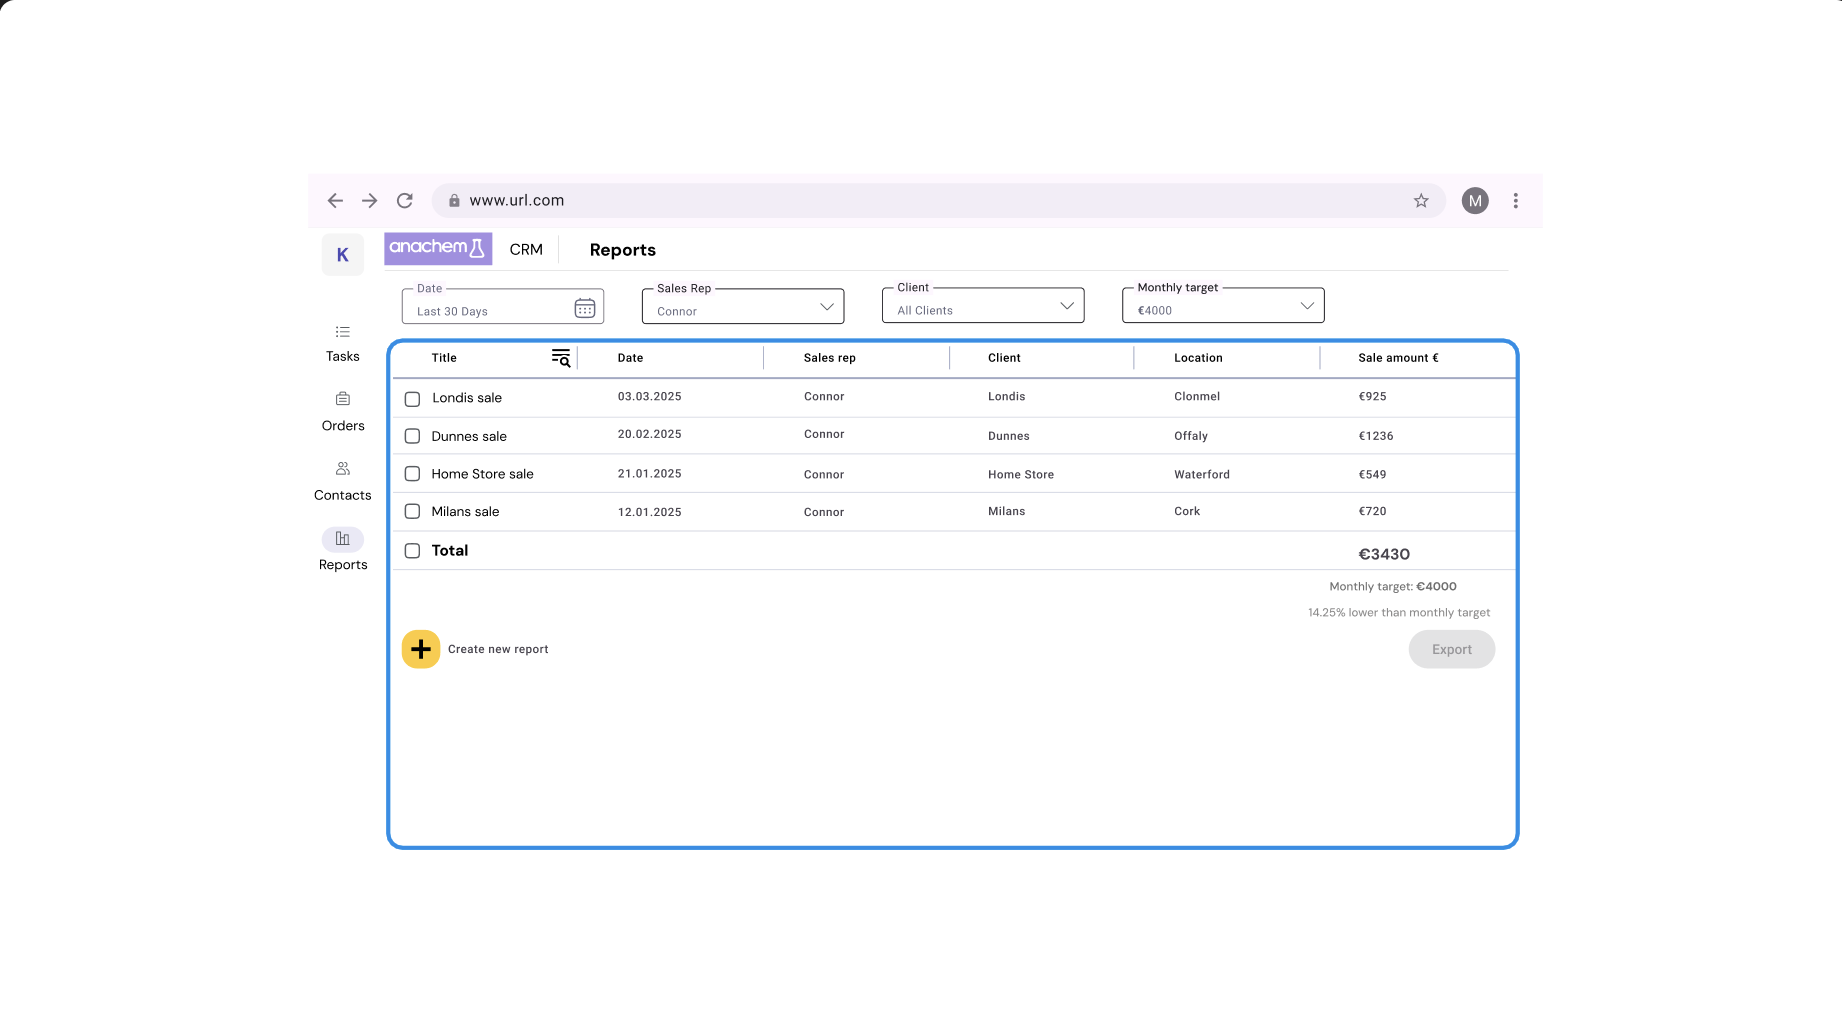 www.url.com
M
K
anachem
CRM
Reports
Date
Last 30 Days
Sales Rep
Connor
Client
All Clients
Monthly target
€4000
Tasks
Orders
Contacts
Reports
Title Date Sales rep Client Location Sale amount €
Londis sale 03.03.2025 Connor Londis Clonmel €925
Dunnes sale 20.02.2025 Connor Dunnes Offaly €1236
Home Store sale 21.01.2025 Connor Home Store Waterford €549
Milans sale 12.01.2025 Connor Milans Cork €720
Total €3430
Monthly target: €4000
14.25% lower than monthly target
Create new report
Export